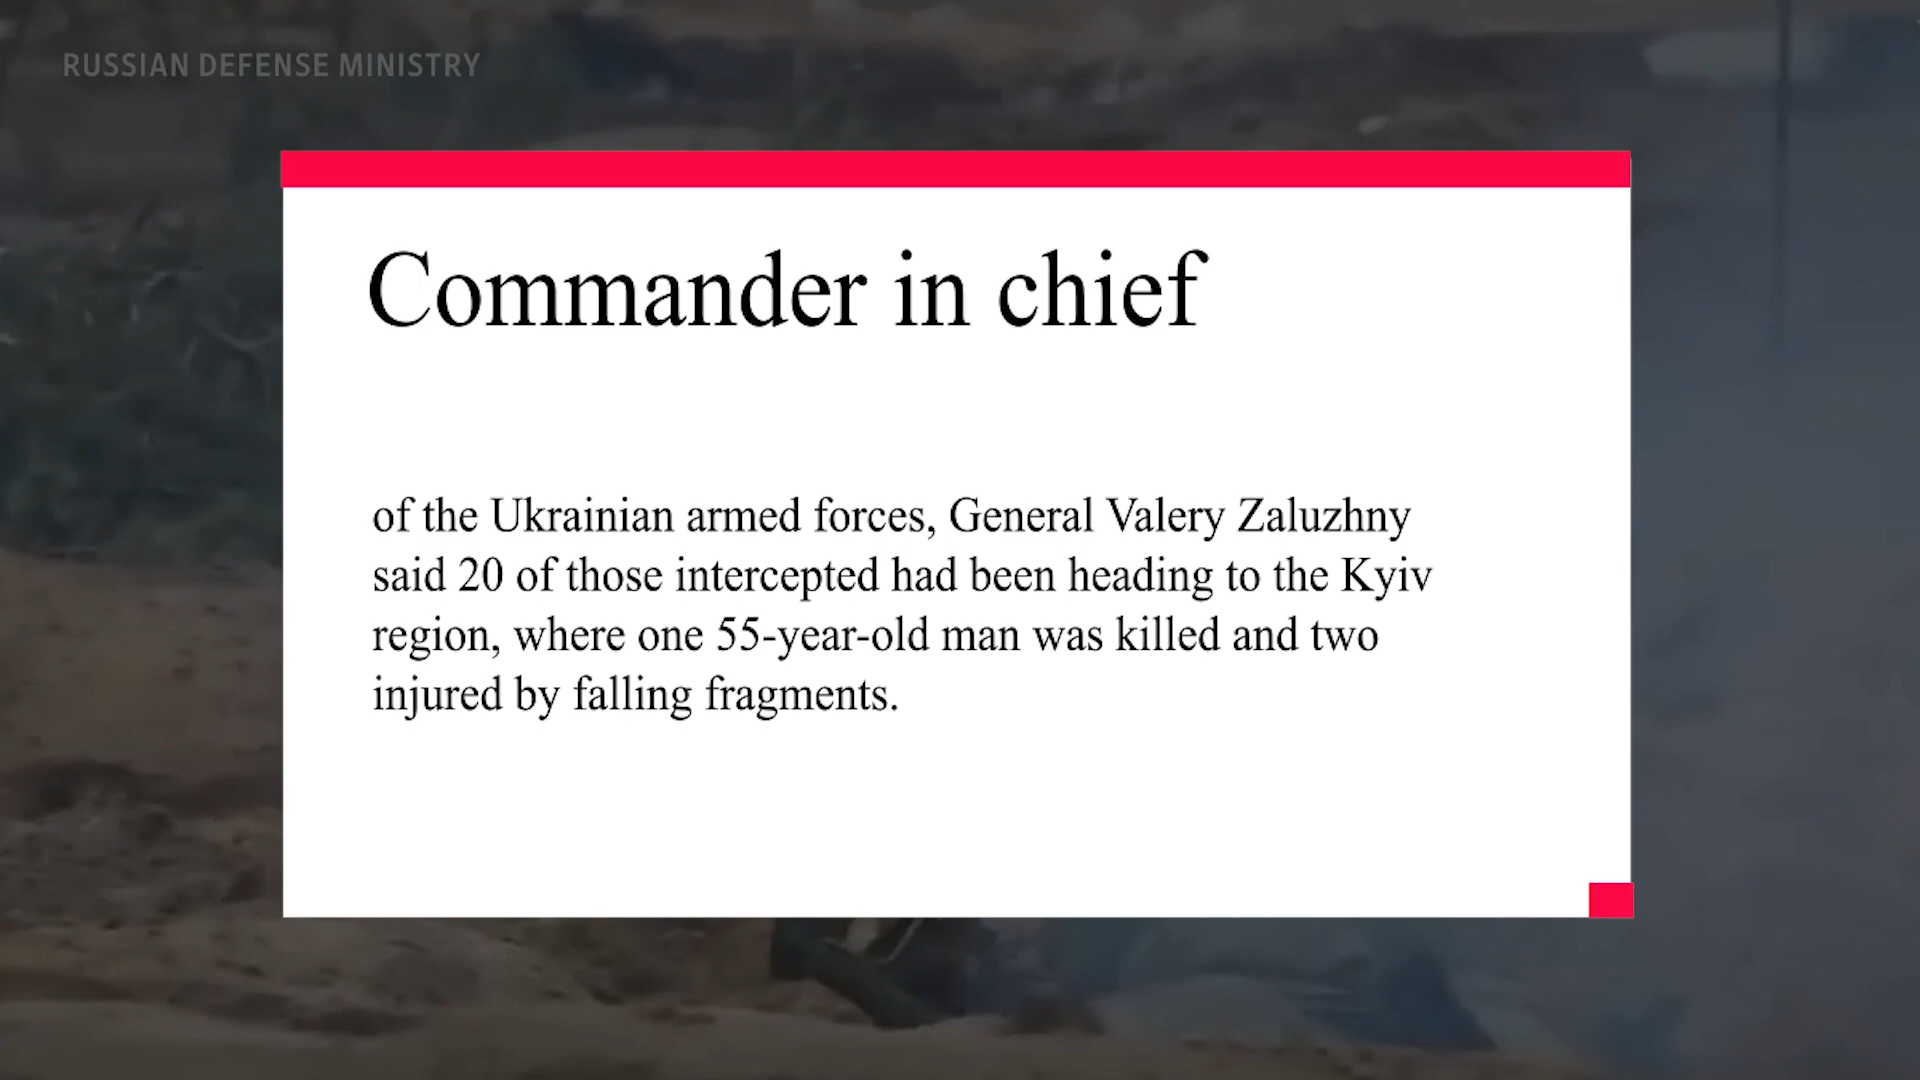 RUSSIAN DEFENSE MINISTRY
Commander in chief
of the Ukrainian armed forces, General Valery Zaluzhny
said 20 of those intercepted had been heading to the Kyiv
region, where one 55-year-old man was killed and two
injured by falling fragments.